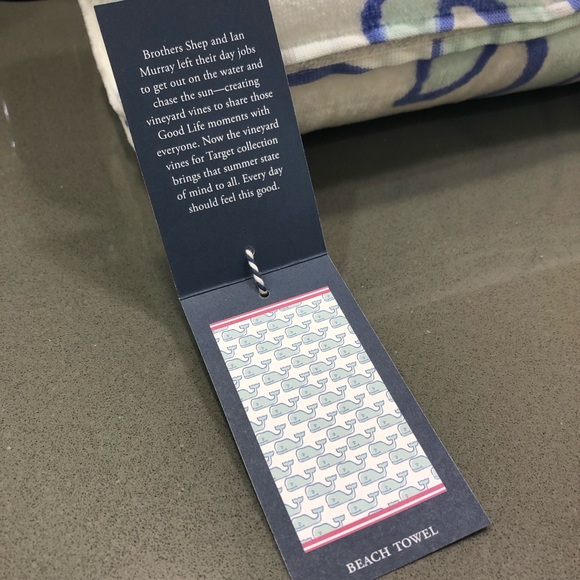 Brothers Shep and Ian
Murray left their day jobs
to get out on the water and
chase the sun—creating
vineyard vines to share those
Good Life moments with
everyone. Now the vineyard
vines for Target collection
brings that summer state
of mind to all. Every day
should feel this good.
BEACH TOWEL